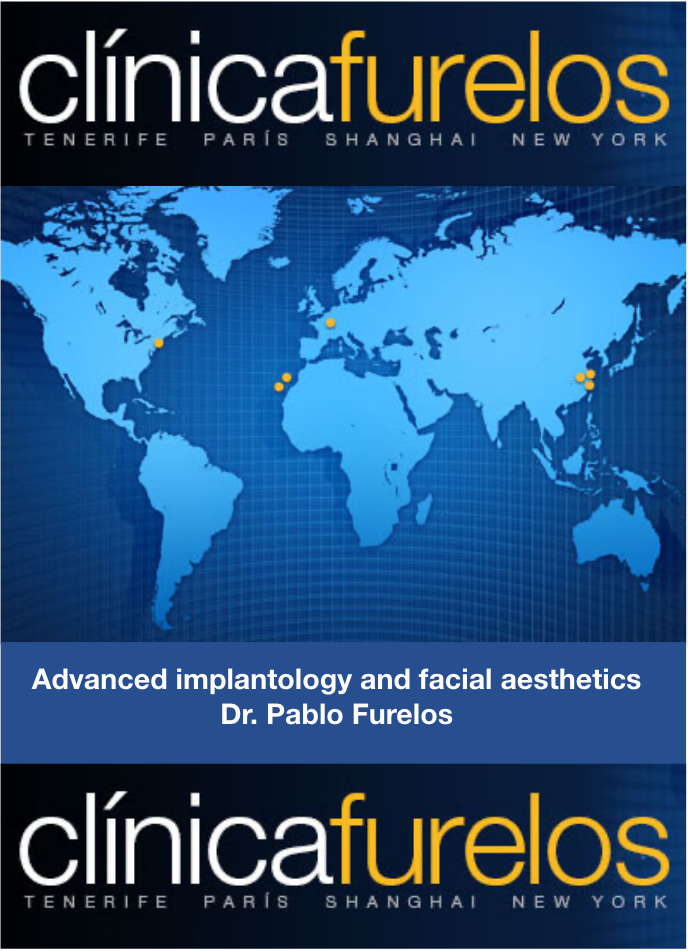 clínicafurelos
TENERIFE PARÍS SHANGHAI NEW YORK
Advanced implantology and facial aesthetics
Dr. Pablo Furelos
clínicafurelos
TENERIFE PARÍS SHANGHAI NEW YORK